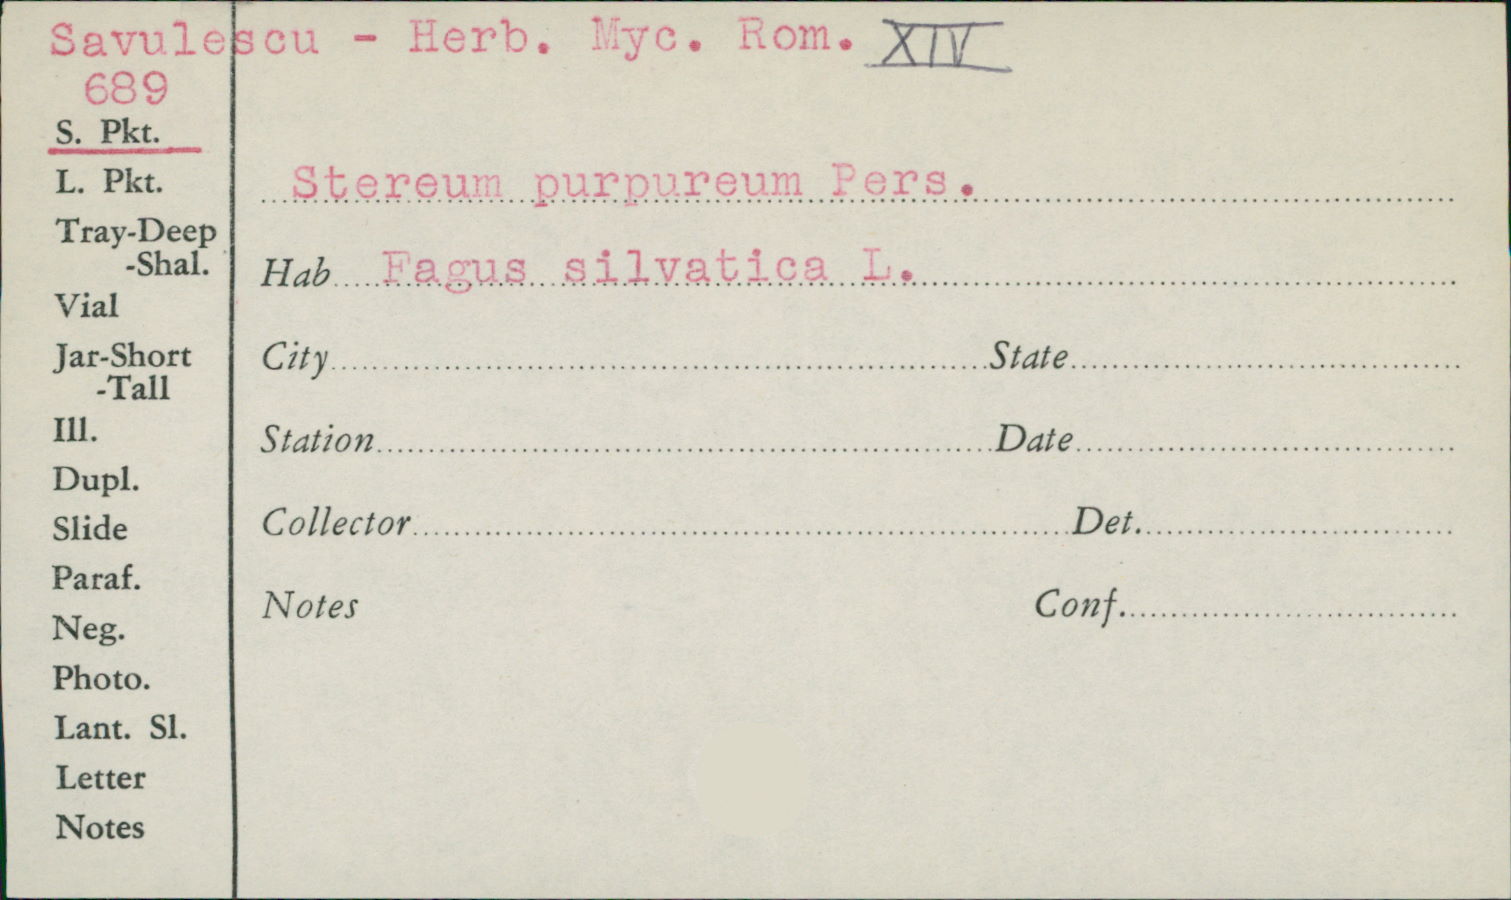 Savulescu - Herb. Myc. Rom. XIV
689
S. Pkt.
L. Pkt.
Tray-Deep
-Shal.
Vial
Jar-Short
-Tall
Ill.
Dupl.
Slide
Paraf.
Neg.
Photo.
Lant. Sl.
Letter
Notes
Stereum purpureum Pers.
Hab Fagus silvatica L.
City State
Station Date
Collector Det.
Notes Conf.